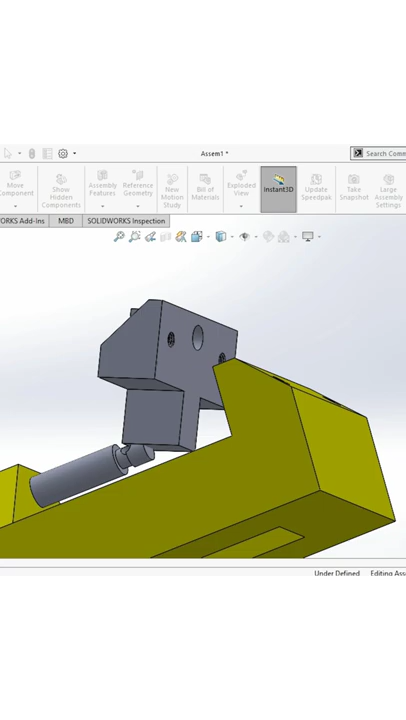 Assem1 *
Search Comm
Move Component
Show Hidden Components
Assembly Features
Reference Geometry
New Motion Study
Bill of Materials
Exploded View
Instant3D
Update Speedpak
Take Snapshot
Large Assembly Settings
ORKS Add-Ins MBD SOLIDWORKS Inspection
Under Defined Editing Ass